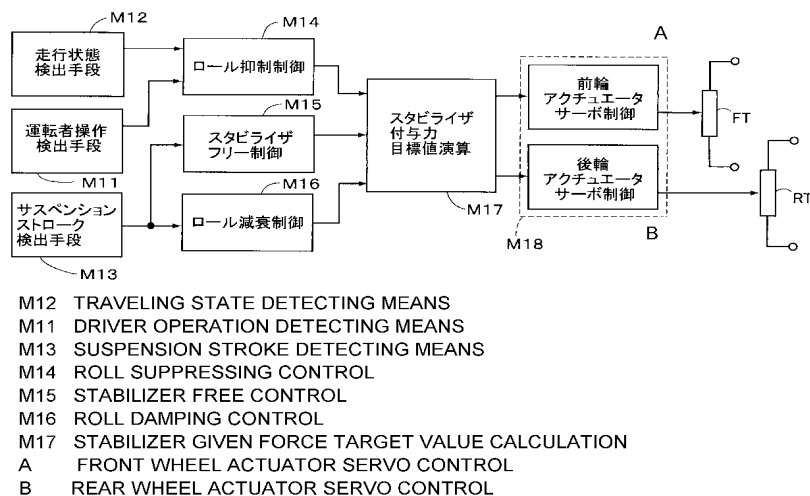 M12
M14
A
走行状態
検出手段
ロール抑制制御
M15
前輪
アクチュエータ
サーボ制御
FT
運転者操作
検出手段
スタビライザ
フリー制御
スタビライザ
付与力
目標値演算
M11
M16
後輪
アクチュエータ
サーボ制御
RT
サスペンション
ストローク
検出手段
ロール減衰制御
M17
M18
B
M13
M12 TRAVELING STATE DETECTING MEANS
M11 DRIVER OPERATION DETECTING MEANS
M13 SUSPENSION STROKE DETECTING MEANS
M14 ROLL SUPPRESSING CONTROL
M15 STABILIZER FREE CONTROL
M16 ROLL DAMPING CONTROL
M17 STABILIZER GIVEN FORCE TARGET VALUE CALCULATION
A FRONT WHEEL ACTUATOR SERVO CONTROL
B REAR WHEEL ACTUATOR SERVO CONTROL